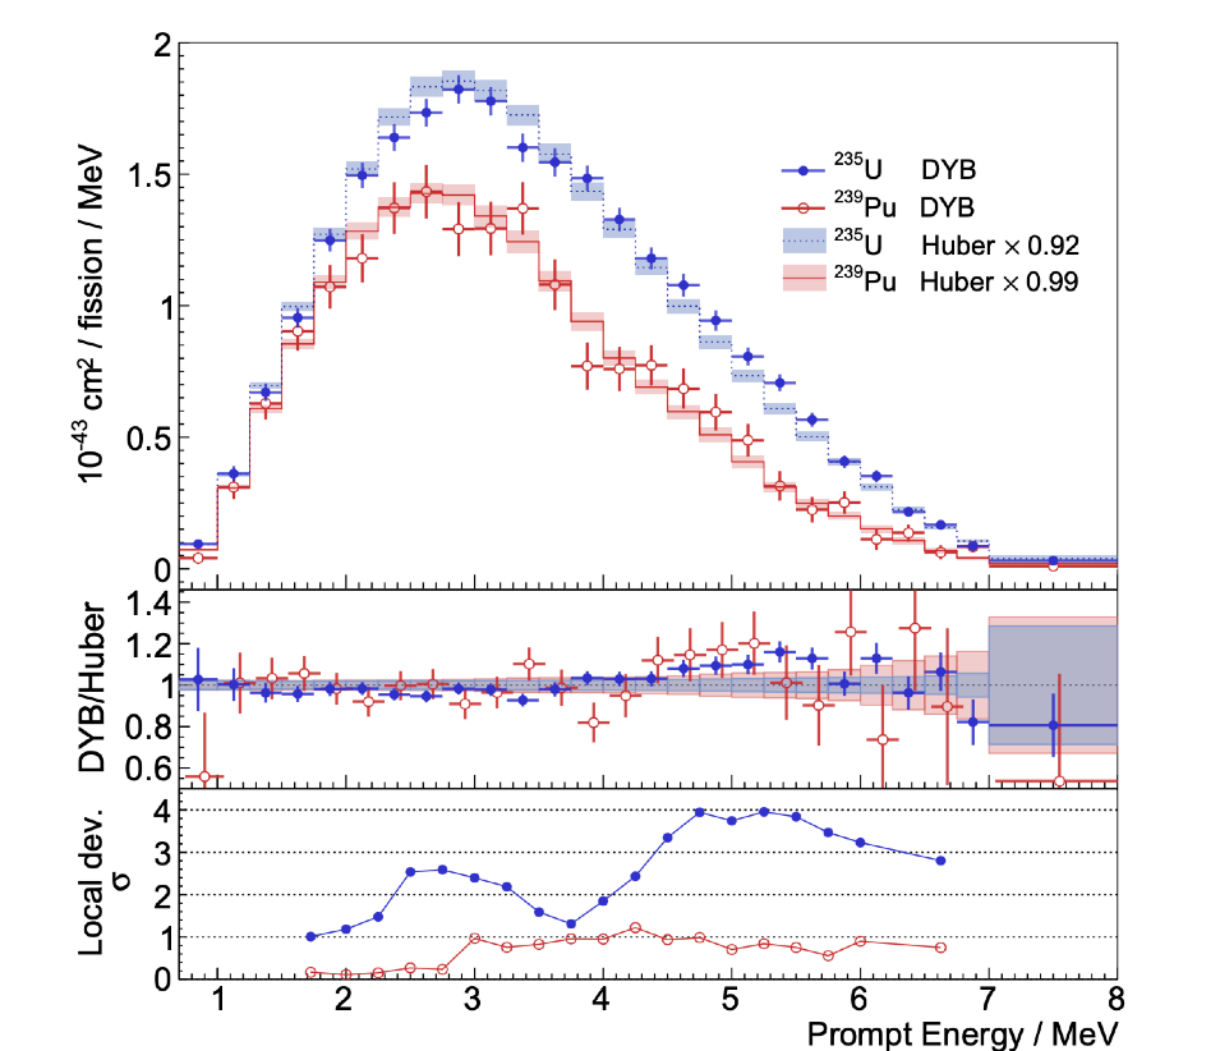 2
1.5
1
0.5
0
10⁻⁴³ cm² / fission / MeV
²³⁵U DYB
²³⁹Pu DYB
²³⁵U Huber × 0.92
²³⁹Pu Huber × 0.99
1.4
1.2
1
0.8
0.6
DYB/Huber
4
3
2
1
0
Local dev.
σ
1 2 3 4 5 6 7 8
Prompt Energy / MeV